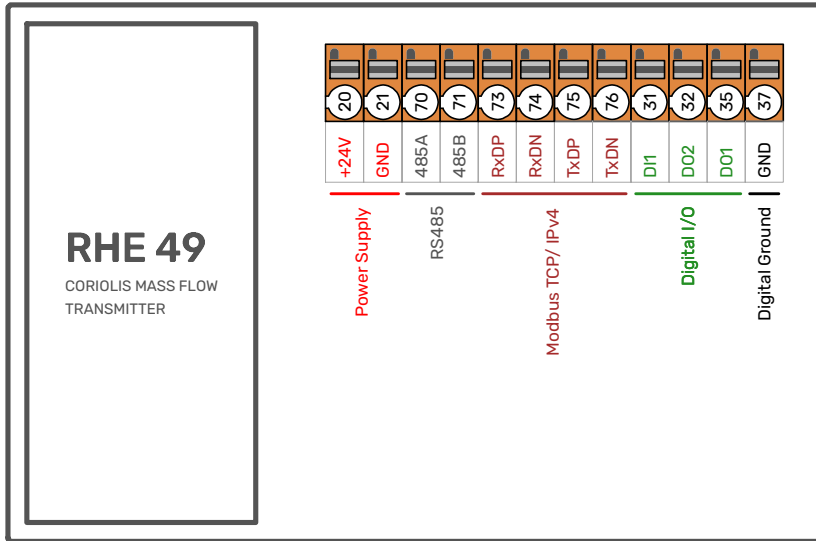 RHE 49
CORIOLIS MASS FLOW
TRANSMITTER
20 21 70 71 73 74 75 76 31 32 35 37
+24V GND 485A 485B RxDP RxDN TxDP TxDN DI1 DO2 DO1 GND
Power Supply
RS485
Modbus TCP/ IPv4
Digital I/O
Digital Ground